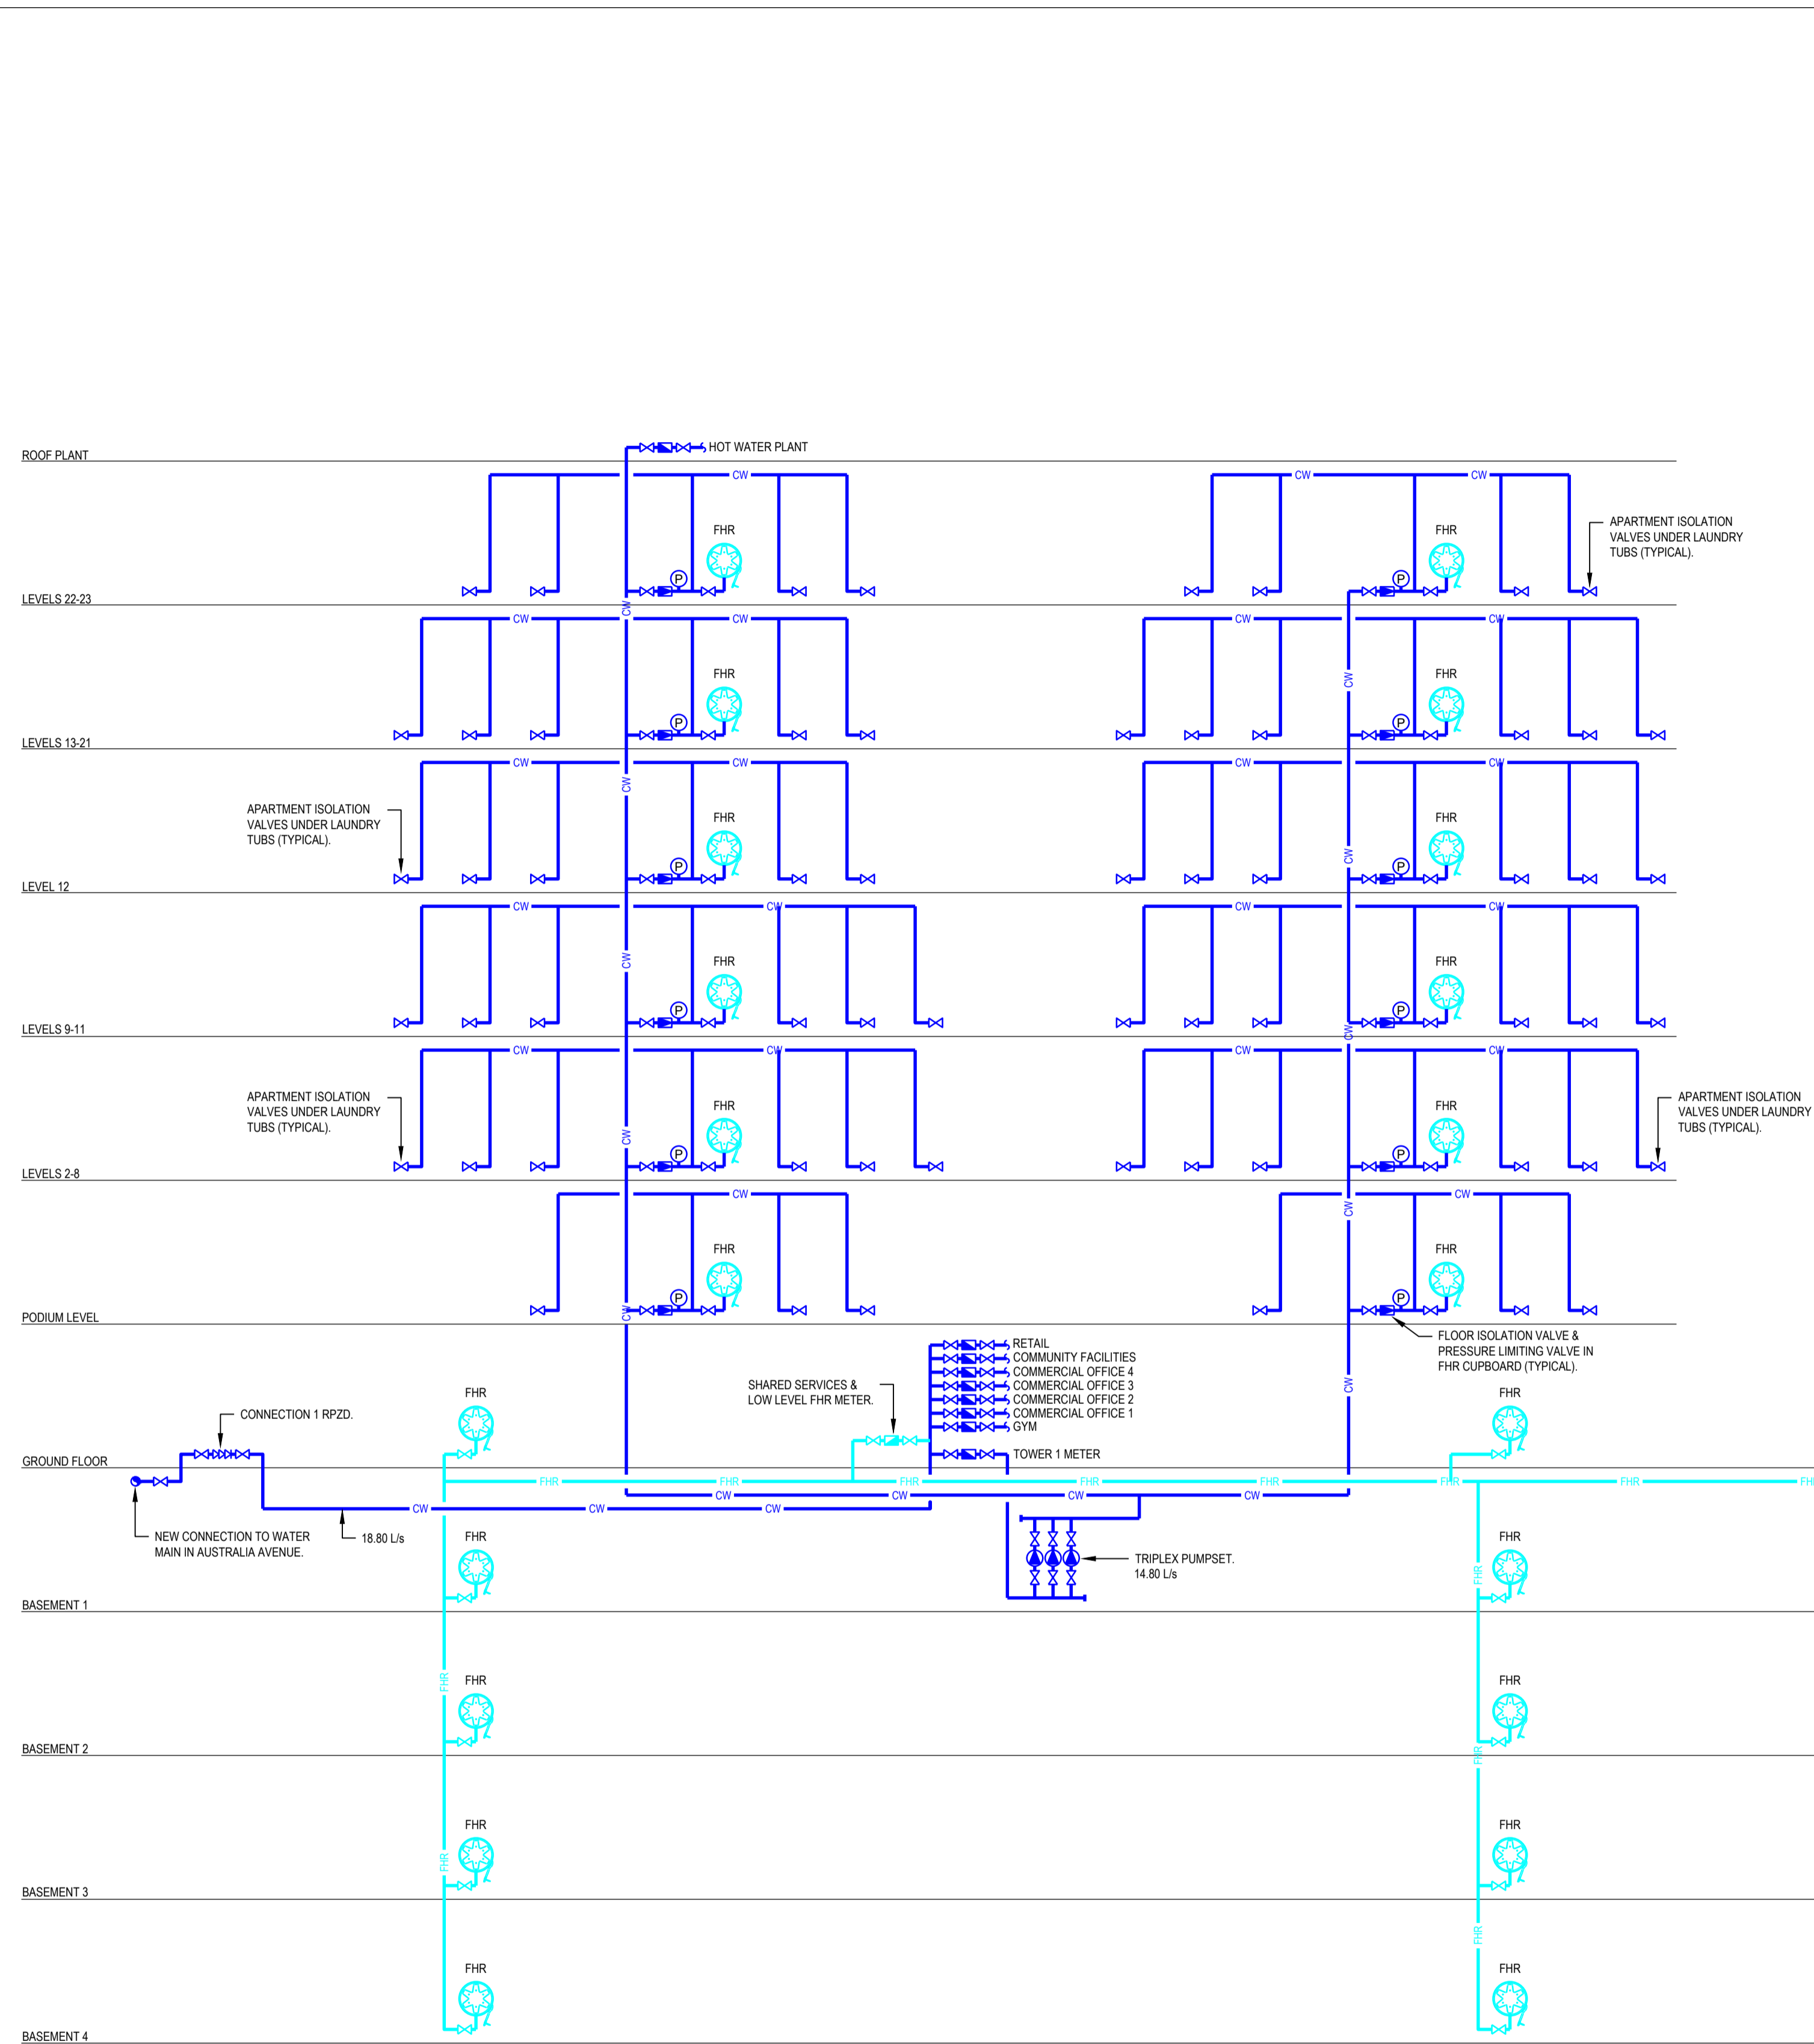 HOT WATER PLANT
ROOF PLANT
CW
CW
CW
FHR
FHR
APARTMENT ISOLATION
VALVES UNDER LAUNDRY
TUBS (TYPICAL).
P
P
LEVELS 22-23
CW
CW
CW
CW
CW
FHR
FHR
CW
P
P
LEVELS 13-21
CW
CW
CW
CW
CW
APARTMENT ISOLATION
VALVES UNDER LAUNDRY
TUBS (TYPICAL).
FHR
FHR
CW
P
P
LEVEL 12
CW
CW
CW
CW
FHR
FHR
CW
P
P
LEVELS 9-11
CW
CW
CW
CW
CW
APARTMENT ISOLATION
VALVES UNDER LAUNDRY
TUBS (TYPICAL).
FHR
FHR
APARTMENT ISOLATION
VALVES UNDER LAUNDRY
TUBS (TYPICAL).
CW
P
P
LEVELS 2-8
CW
CW
CW
FHR
FHR
P
P
CW
PODIUM LEVEL
FLOOR ISOLATION VALVE &
PRESSURE LIMITING VALVE IN
FHR CUPBOARD (TYPICAL).
RETAIL
COMMUNITY FACILITIES
COMMERCIAL OFFICE 4
COMMERCIAL OFFICE 3
COMMERCIAL OFFICE 2
COMMERCIAL OFFICE 1
GYM
CW
SHARED SERVICES &
LOW LEVEL FHR METER.
FHR
FHR
CONNECTION 1 RPZD.
TOWER 1 METER
GROUND FLOOR
FHR
FHR
FHR
FHR
FHR
FHR
FHR
CW
CW
CW
CW
CW
CW
CW
NEW CONNECTION TO WATER
MAIN IN AUSTRALIA AVENUE.
18.80 L/s
FHR
FHR
TRIPLEX PUMPSET.
14.80 L/s
FHR
BASEMENT 1
FHR
FHR
FHR
BASEMENT 2
FHR
FHR
FHR
FHR
BASEMENT 3
FHR
FHR
FHR
BASEMENT 4